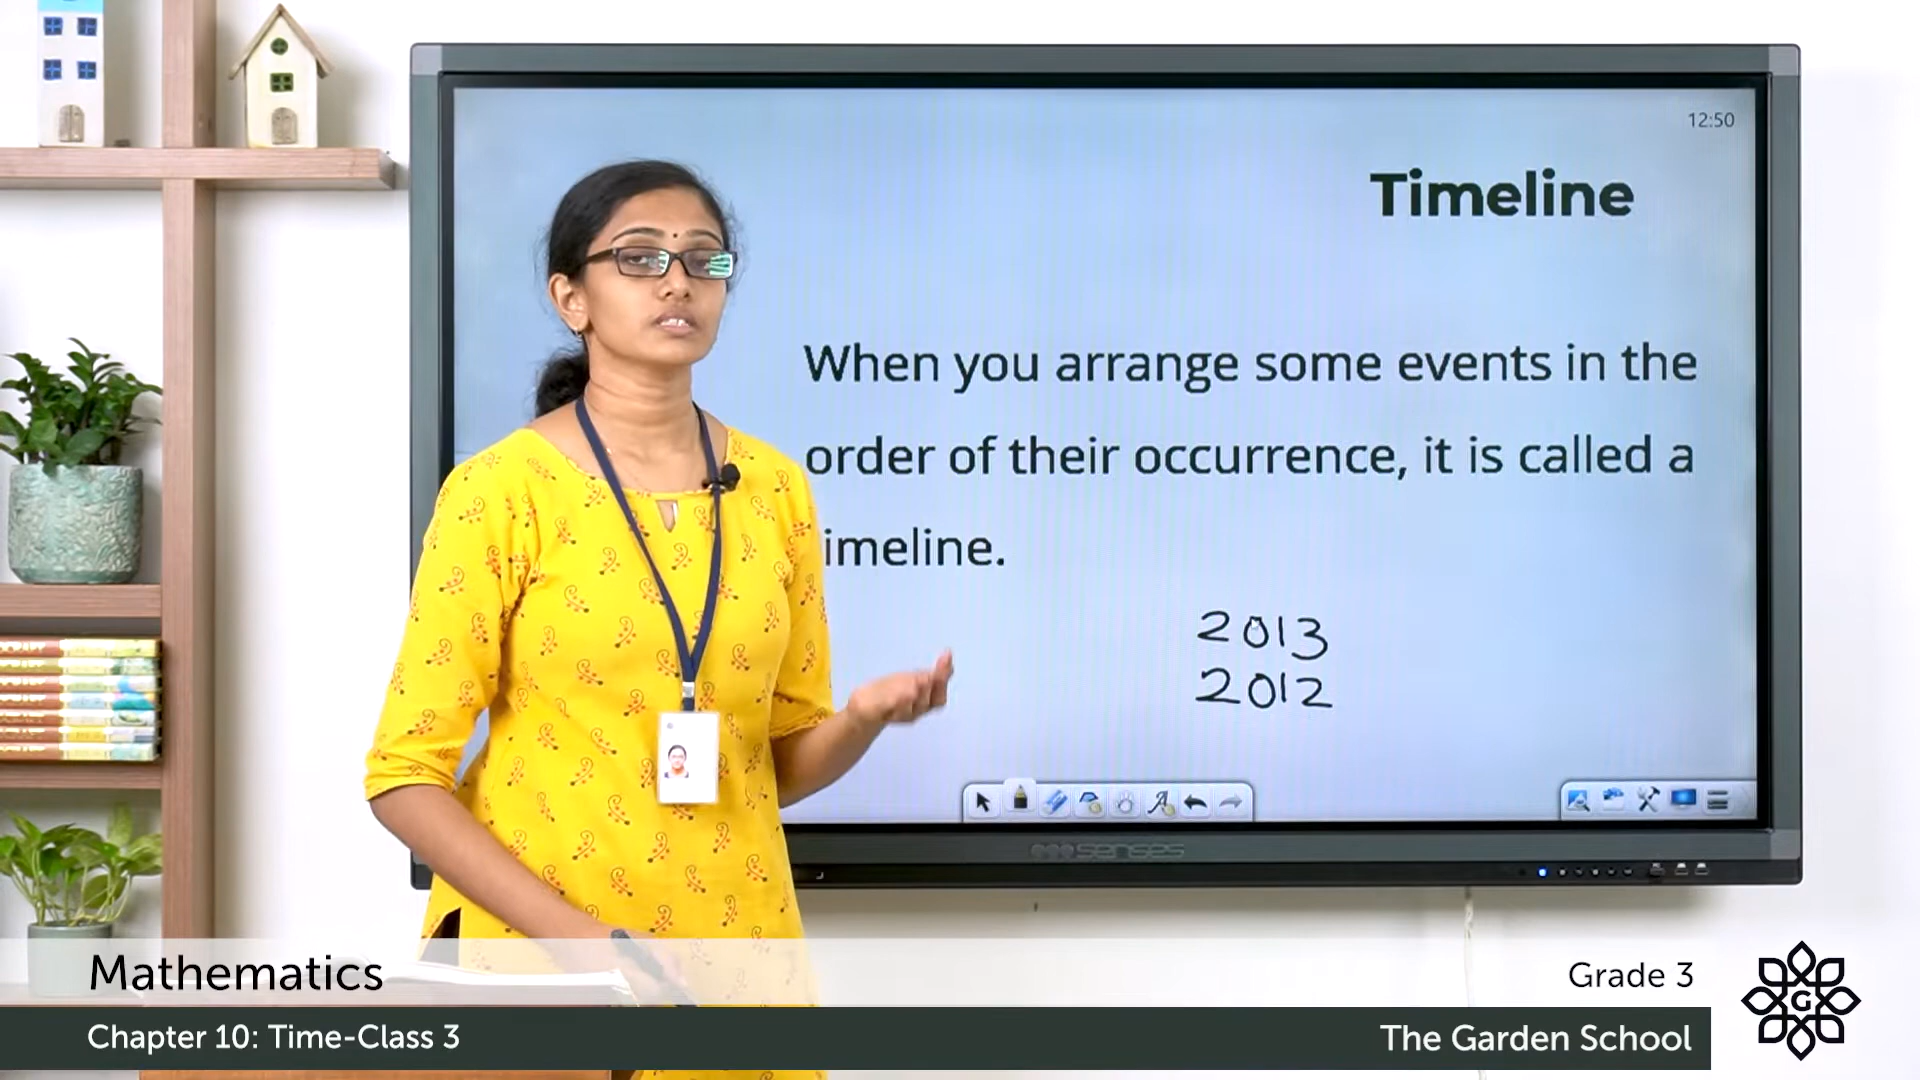 12:50
Timeline
When you arrange some events in the
order of their occurrence, it is called a
imeline.
2013
2012
senses
Mathematics
Grade 3
Chapter 10: Time-Class 3
The Garden School
G